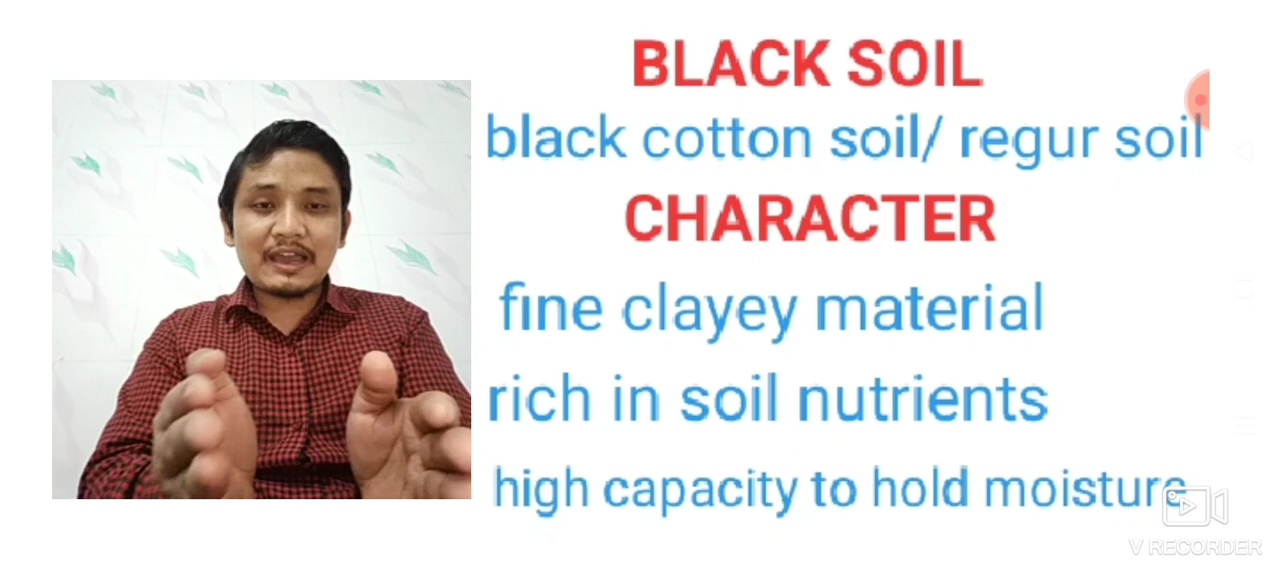 BLACK SOIL
black cotton soil/ regur soil
CHARACTER
fine clayey material
rich in soil nutrients
high capacity to hold moisture
V RECORDER